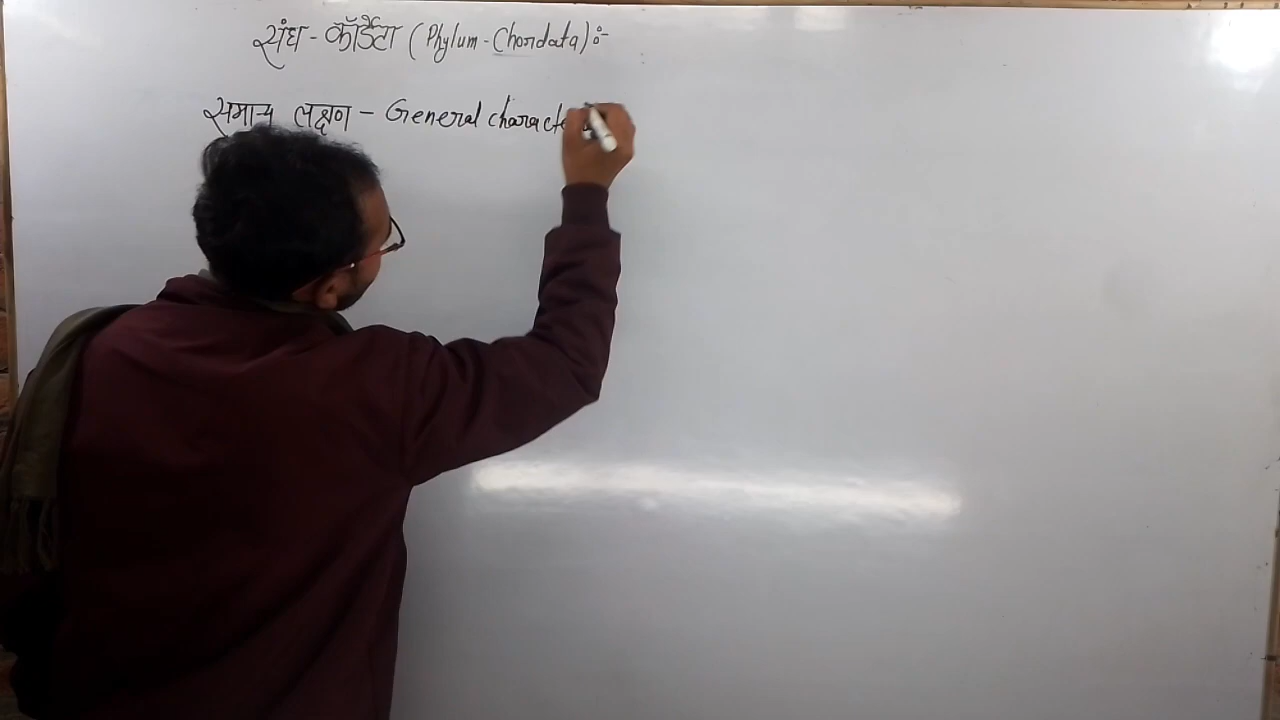 संघ - कॉर्डेटा ( Phylum - Chordata) :-
समान्य लक्षण - General characte